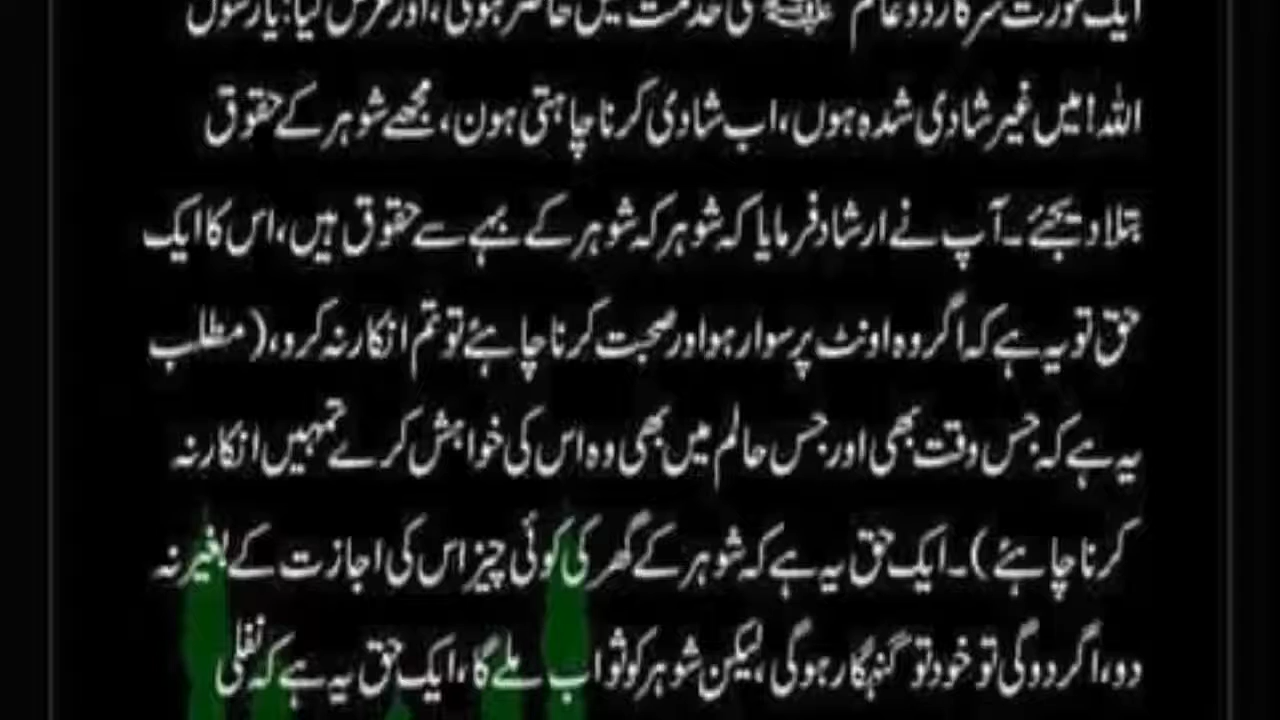 ایک عورت سرکار دو عالم ﷺ کی خدمت میں حاضر ہوئی، اور عرض کیا: یا رسول
اللہ! میں غیر شادی شدہ ہوں، اب شادی کرنا چاہتی ہون، مجھے شوہر کے حقوق
بتلا دیجئے۔ آپ نے ارشاد فرمایا کہ شوہر کہ شوہر کے بہے سے حقوق ہیں، اس کا ایک
حق تو یہ ہے کہ اگر وہ اونٹ پر سوار ہو اور صحبت کرنا چاہئے تو تم انکار نہ کرو، (مطلب
یہ ہے کہ جس وقت بھی اور جس حالم میں بھی وہ اس کی خواہش کرے تمہیں انکار نہ
کرنا چاہئے)۔ ایک حق یہ ہے کہ شوہر کے گھر کی کوئی چیز اس کی اجازت کے بغیر نہ
دو، اگر دو گی تو خود تو گنہگار ہوگی، لیکن شوہر کو ثواب ملے گا، ایک حق یہ ہے کہ نفلی